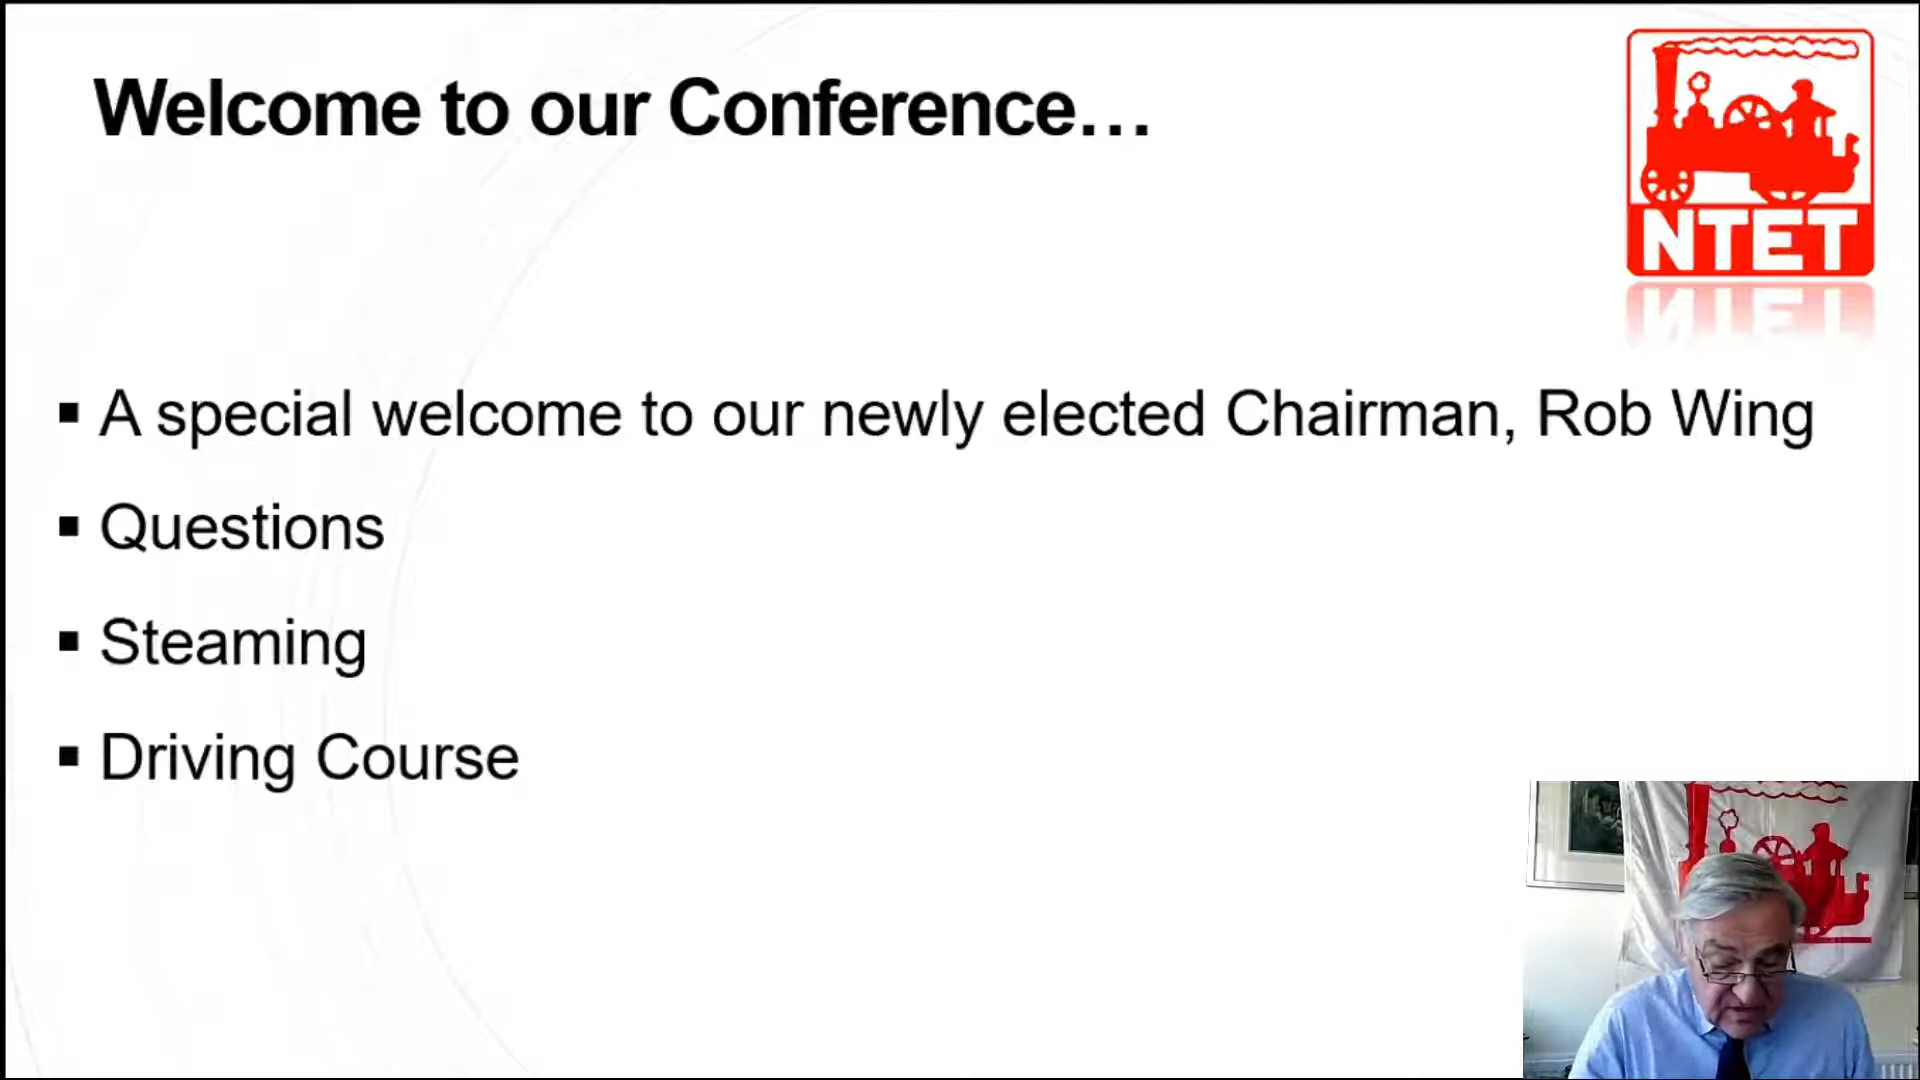 Welcome to our Conference…
NTET
▪ A special welcome to our newly elected Chairman, Rob Wing
▪ Questions
▪ Steaming
▪ Driving Course